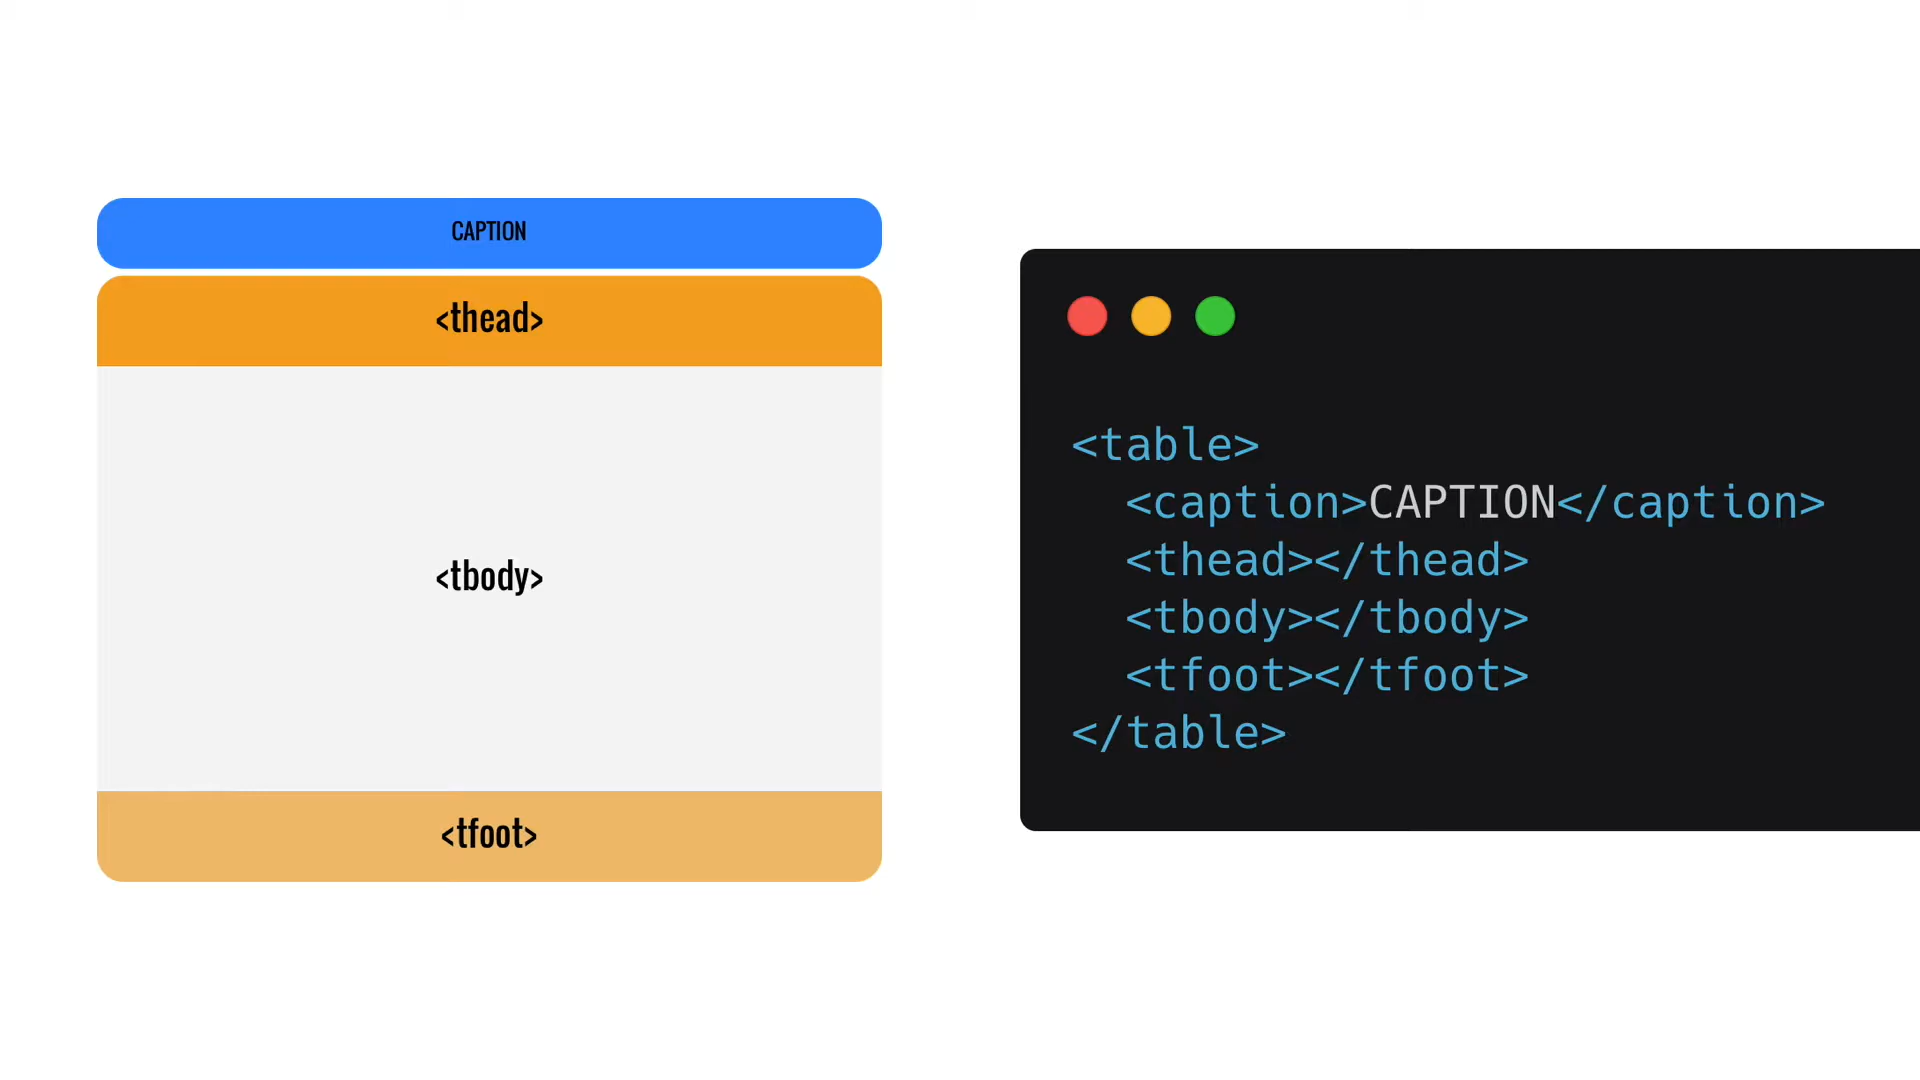 CAPTION
<thead>
<tbody>
<tfoot>
<table>
<caption>CAPTION</caption>
<thead></thead>
<tbody></tbody>
<tfoot></tfoot>
</table>